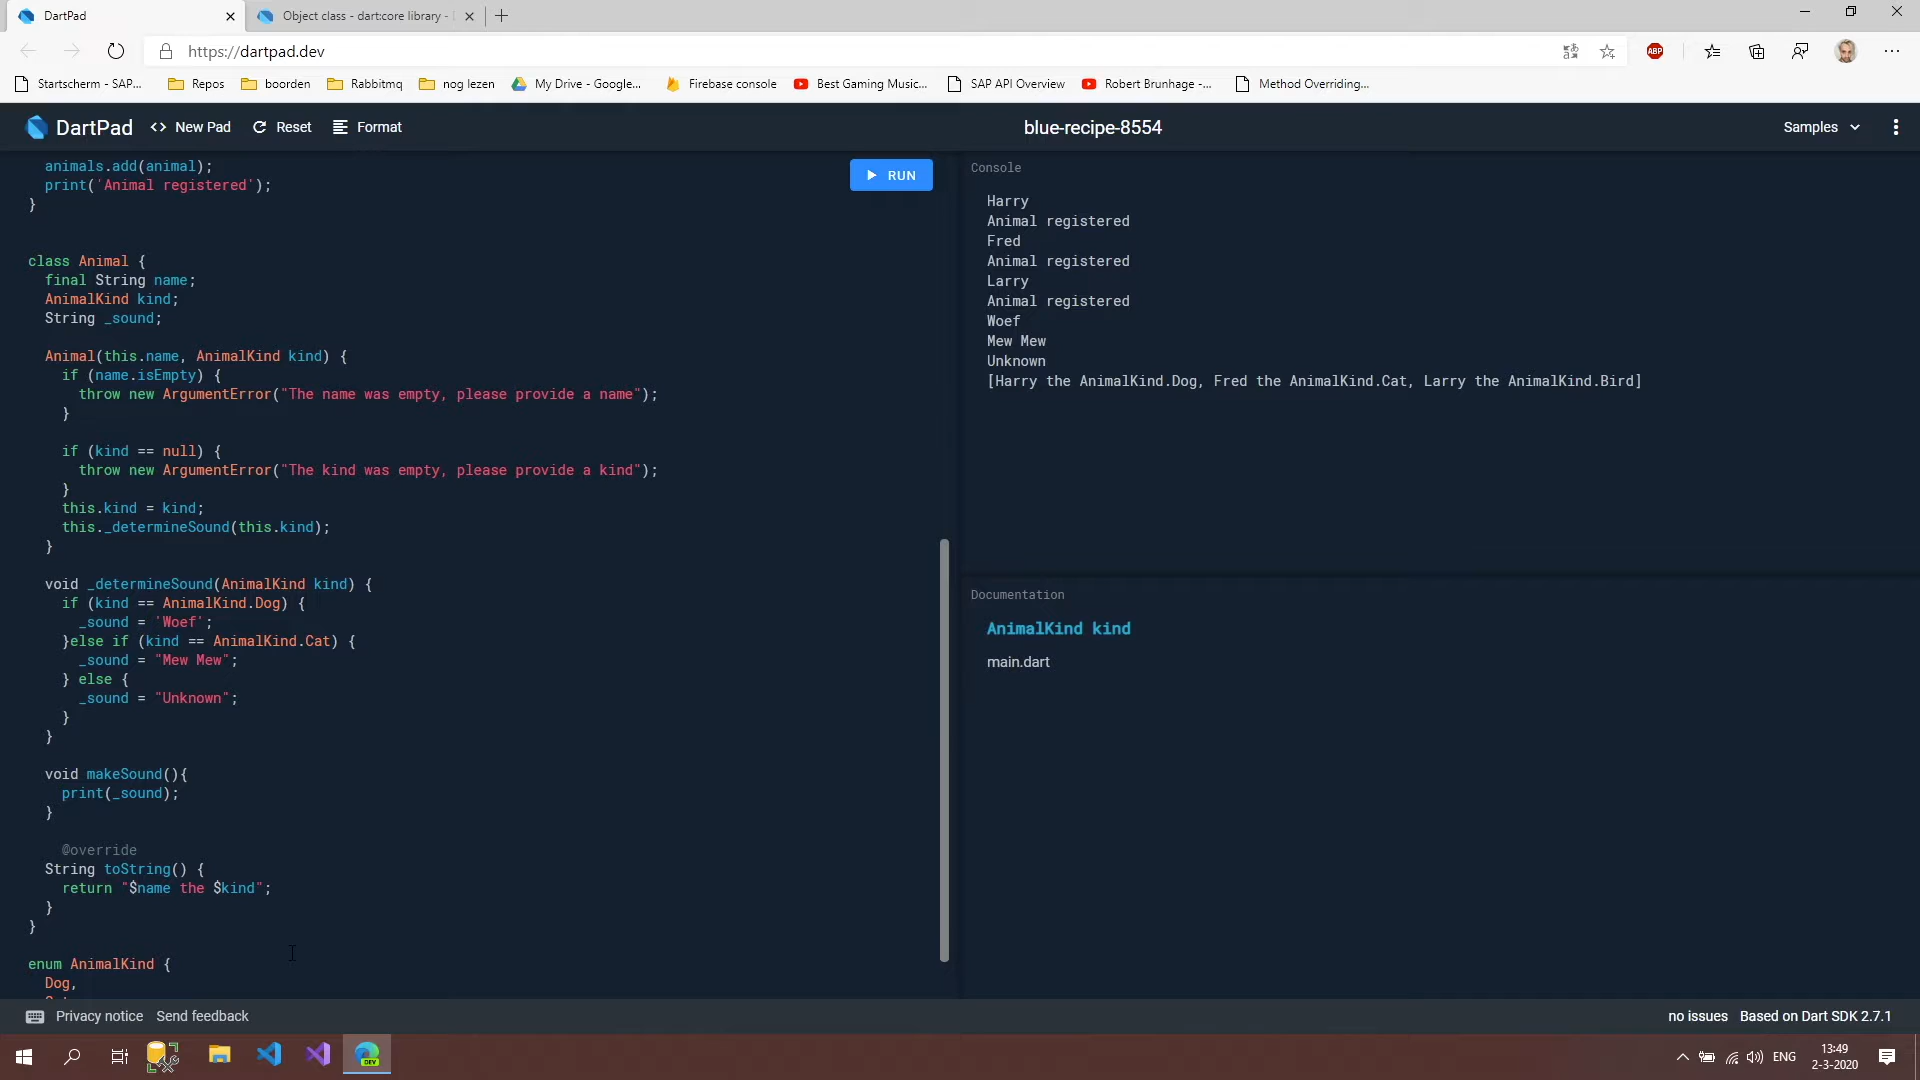 DartPad
Object class - dart:core library -
https://dartpad.dev
ABP
Startscherm - SAP...
Repos
boorden
Rabbitmq
nog lezen
My Drive - Google...
Firebase console
Best Gaming Music...
SAP API Overview
Robert Brunhage -...
Method Overriding...
DartPad
<> New Pad
Reset
Format
blue-recipe-8554
Samples
animals.add(animal);
print('Animal registered');
}
class Animal {
final String name;
AnimalKind kind;
String _sound;
Animal(this.name, AnimalKind kind) {
if (name.isEmpty) {
throw new ArgumentError("The name was empty, please provide a name");
}
if (kind == null) {
throw new ArgumentError("The kind was empty, please provide a kind");
}
this.kind = kind;
this._determineSound(this.kind);
}
void _determineSound(AnimalKind kind) {
if (kind == AnimalKind.Dog) {
_sound = 'Woef';
}else if (kind == AnimalKind.Cat) {
_sound = "Mew Mew";
} else {
_sound = "Unknown";
}
}
void makeSound(){
print(_sound);
}
@override
String toString() {
return "$name the $kind";
}
}
enum AnimalKind {
Dog,
RUN
Console
Harry
Animal registered
Fred
Animal registered
Larry
Animal registered
Woef
Mew Mew
Unknown
[Harry the AnimalKind.Dog, Fred the AnimalKind.Cat, Larry the AnimalKind.Bird]
Documentation
AnimalKind kind
main.dart
Privacy notice
Send feedback
no issues
Based on Dart SDK 2.7.1
DEV
ENG
13:49
2-3-2020